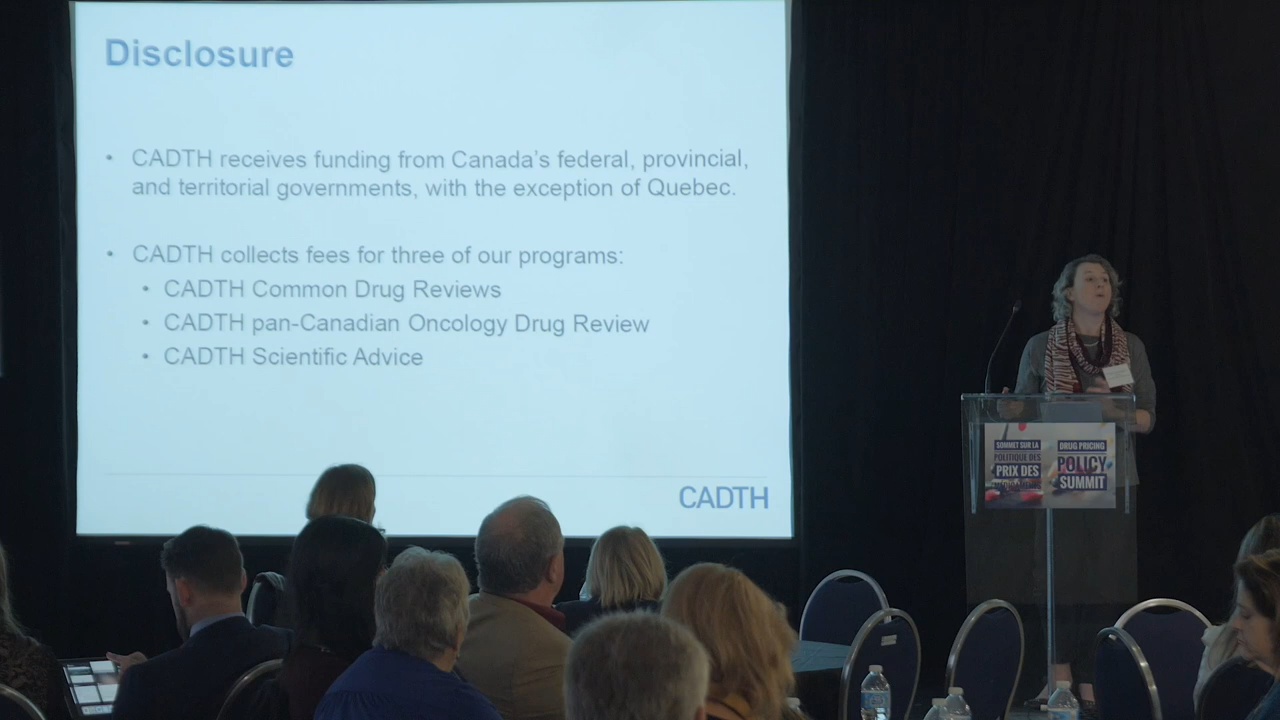 Disclosure
• CADTH receives funding from Canada's federal, provincial,
and territorial governments, with the exception of Quebec.
• CADTH collects fees for three of our programs:
• CADTH Common Drug Reviews
• CADTH pan-Canadian Oncology Drug Review
• CADTH Scientific Advice
CADTH
SOMMET SUR LA
POLITIQUE DES
PRIX DES
DRUG PRICING
POLICY
SUMMIT